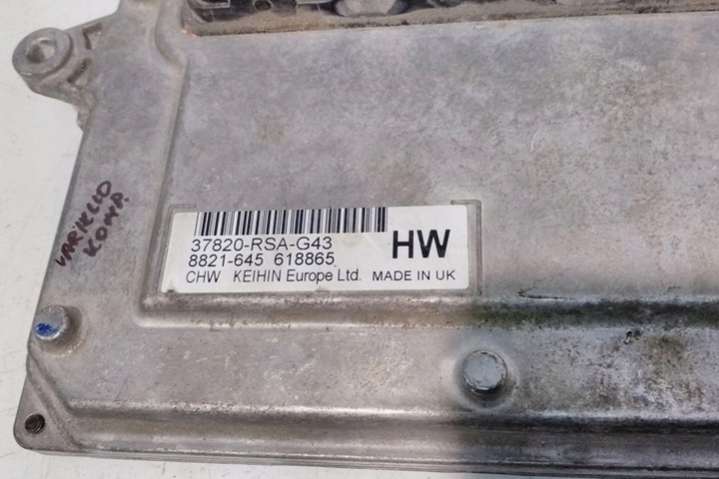 37820-RSA-G43
8821-645 618865
CHW KEIHIN Europe Ltd. MADE IN UK
HW
VARIKLIO
KOMP.